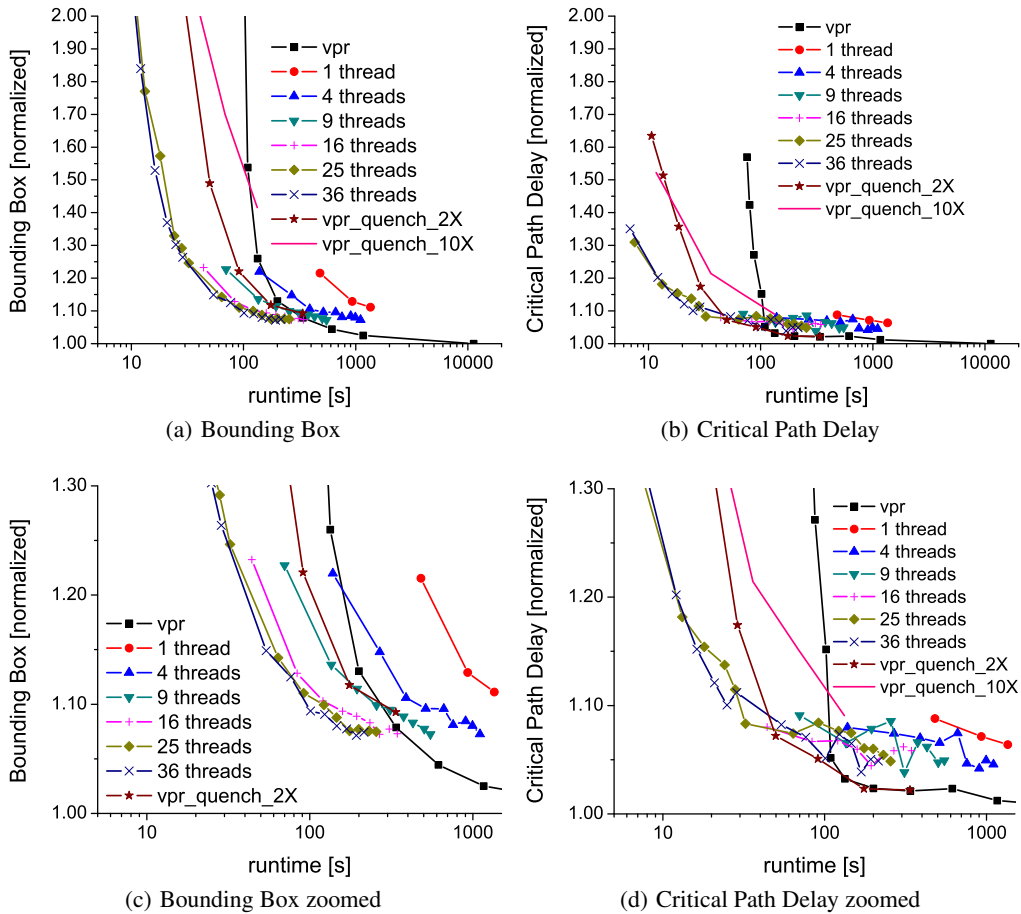 2.00
1.90
1.80
1.70
1.60
1.50
1.40
1.30
1.20
1.10
1.00
Bounding Box [normalized]
vpr
1 thread
4 threads
9 threads
16 threads
25 threads
36 threads
vpr_quench_2X
vpr_quench_10X
10 100 1000 10000
runtime [s]
(a) Bounding Box
2.00
1.90
1.80
1.70
1.60
1.50
1.40
1.30
1.20
1.10
1.00
Critical Path Delay [normalized]
vpr
1 thread
4 threads
9 threads
16 threads
25 threads
36 threads
vpr_quench_2X
vpr_quench_10X
10 100 1000 10000
runtime [s]
(b) Critical Path Delay
1.30
1.20
1.10
1.00
Bounding Box [normalized]
vpr
1 thread
4 threads
9 threads
16 threads
25 threads
36 threads
vpr_quench_2X
10 100 1000
runtime [s]
(c) Bounding Box zoomed
1.30
1.20
1.10
1.00
Critical Path Delay [normalized]
vpr
1 thread
4 threads
9 threads
16 threads
25 threads
36 threads
vpr_quench_2X
vpr_quench_10X
10 100 1000
runtime [s]
(d) Critical Path Delay zoomed